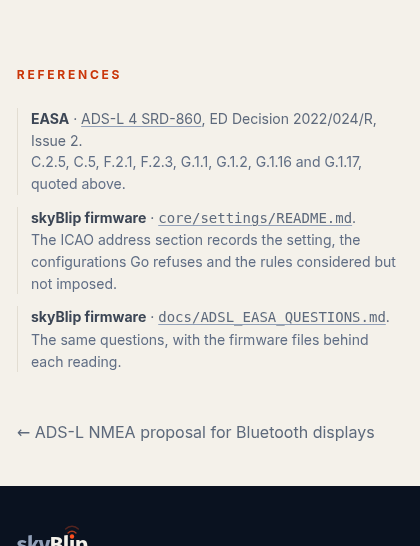 REFERENCES
EASA · ADS-L 4 SRD-860, ED Decision 2022/024/R,
Issue 2.
C.2.5, C.5, F.2.1, F.2.3, G.1.1, G.1.2, G.1.16 and G.1.17,
quoted above.
skyBlip firmware · core/settings/README.md.
The ICAO address section records the setting, the
configurations Go refuses and the rules considered but
not imposed.
skyBlip firmware · docs/ADSL_EASA_QUESTIONS.md.
The same questions, with the firmware files behind
each reading.
← ADS-L NMEA proposal for Bluetooth displays
skyBlip